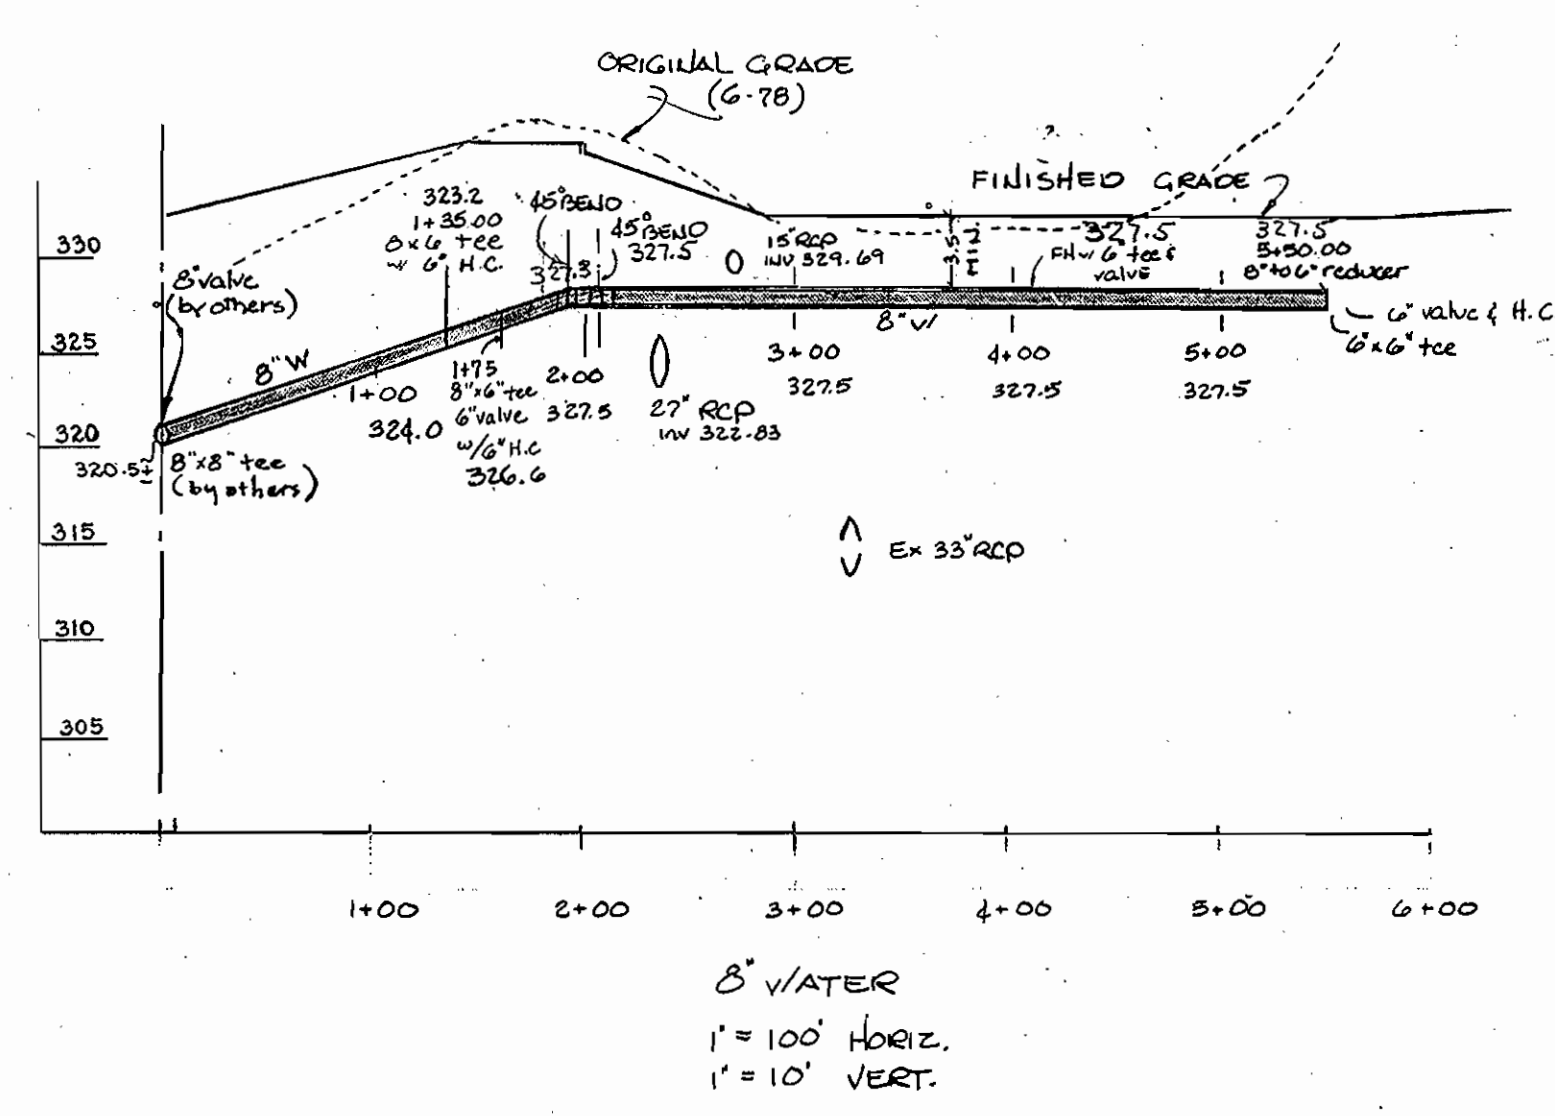 ORIGINAL GRADE
(6-78)
FINISHED GRADE
323.2
1+35.00
8x6 tee
w/ 6" H.C.
45° BEND
327.3
45° BEND
327.5
15" RCP
INV 329.69
3.5'
MIN.
327.5
FH w/ 6" tee &
valve
327.5
5+50.00
8" to 6" reducer
6" valve & H.C
6"x6" tee
330
325
320
315
310
305
8" valve
(by others)
8" W
8" W
1+00
324.0
1+75
8"x6" tee
6" valve
w/6" H.C
326.6
2+00
327.5
27" RCP
INV 322.83
3+00
327.5
4+00
327.5
5+00
327.5
320.5±
8"x8" tee
(by others)
Ex 33" RCP
1+00
2+00
3+00
4+00
5+00
6+00
8" WATER
1" = 100' HORIZ.
1" = 10' VERT.